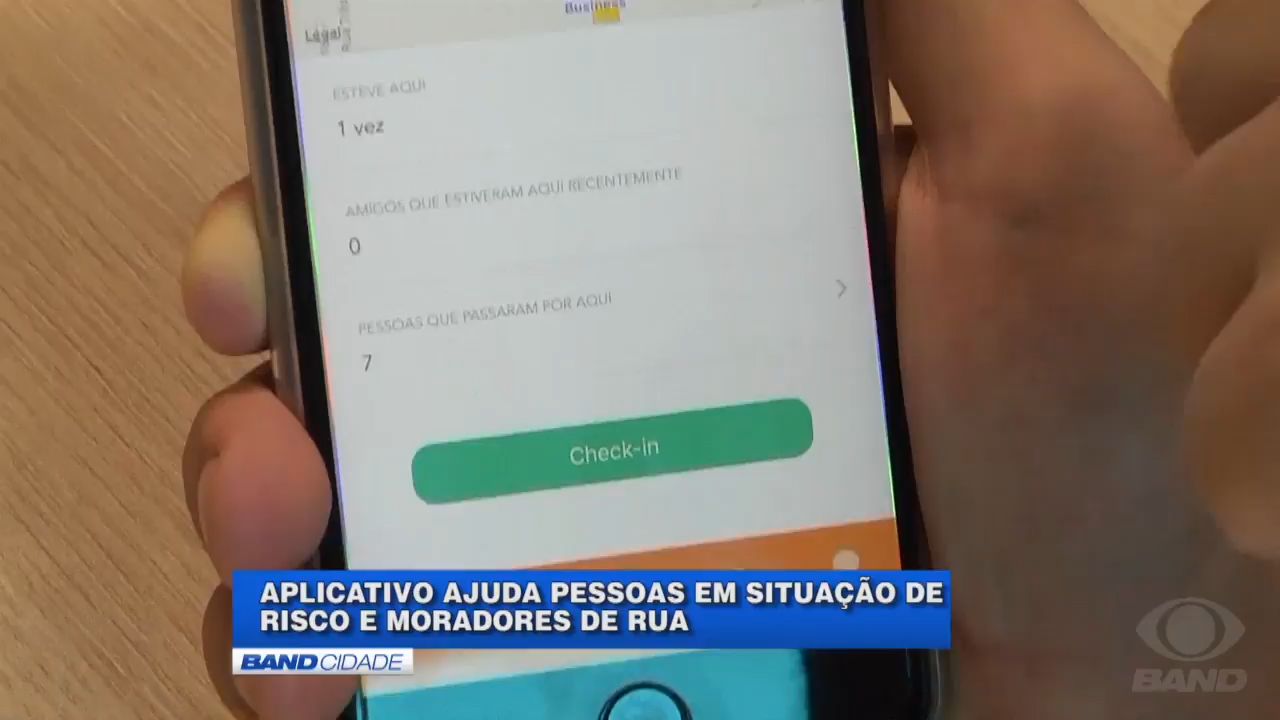 Business
Legal
ESTEVE AQUI
1 vez
AMIGOS QUE ESTIVERAM AQUI RECENTEMENTE
0
PESSOAS QUE PASSARAM POR AQUI
7
Check-in
APLICATIVO AJUDA PESSOAS EM SITUAÇÃO DE
RISCO E MORADORES DE RUA
BAND CIDADE
BAND